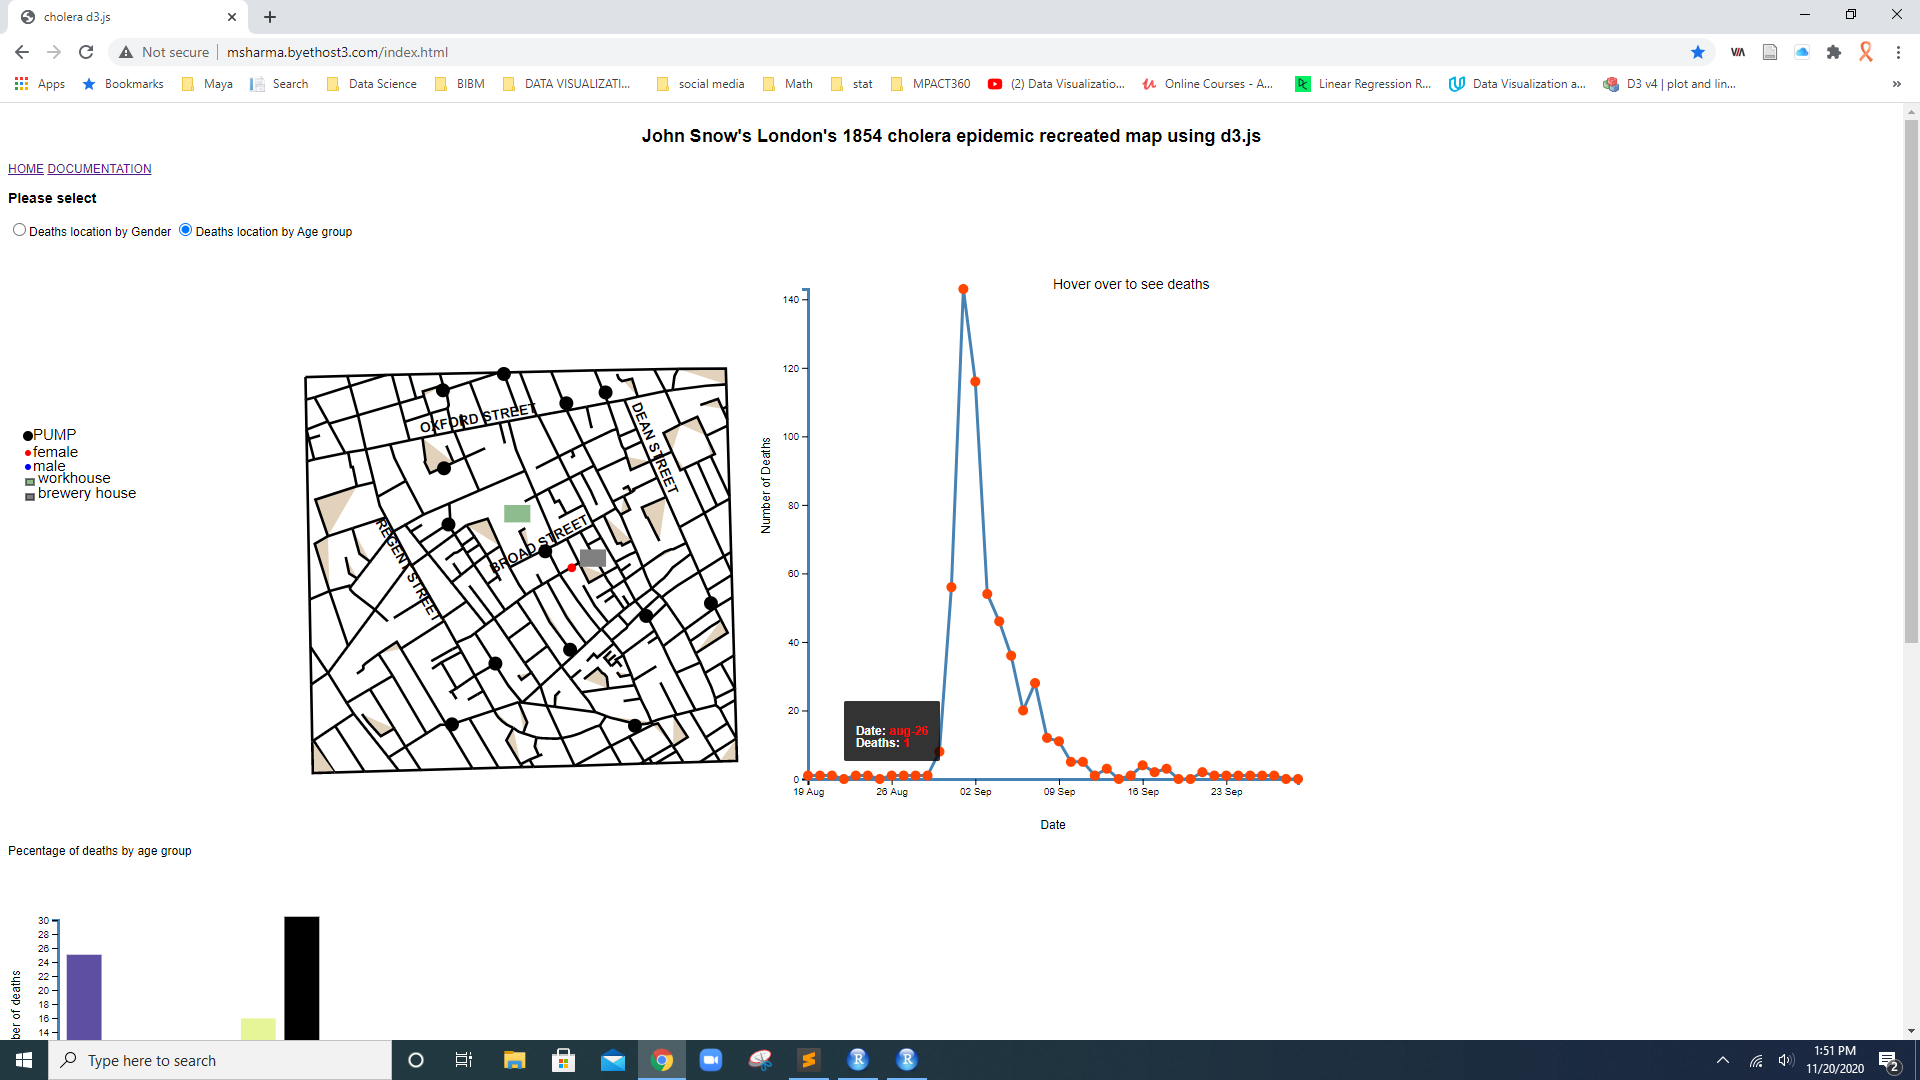 cholera d3.js
Not secure
msharma.byethost3.com/index.html
Apps Bookmarks Maya Search Data Science BIBM DATA VISUALIZATI... social media Math stat MPACT360 (2) Data Visualizatio... Online Courses - A... Linear Regression R... Data Visualization a... D3 v4 | plot and lin... »
John Snow's London's 1854 cholera epidemic recreated map using d3.js
HOME DOCUMENTATION
Please select
Deaths location by Gender Deaths location by Age group
PUMP
female
male
workhouse
brewery house
OXFORD STREET
DEAN STREET
BROAD STREET
REGENT STREET
Hover over to see deaths
Number of Deaths
140
120
100
80
60
40
20
0
Date: aug-26
Deaths: 1
19 Aug 26 Aug 02 Sep 09 Sep 16 Sep 23 Sep
Date
Pecentage of deaths by age group
30
28
26
24
22
20
18
16
14
ber of deaths
Type here to search
1:51 PM
11/20/2020
2